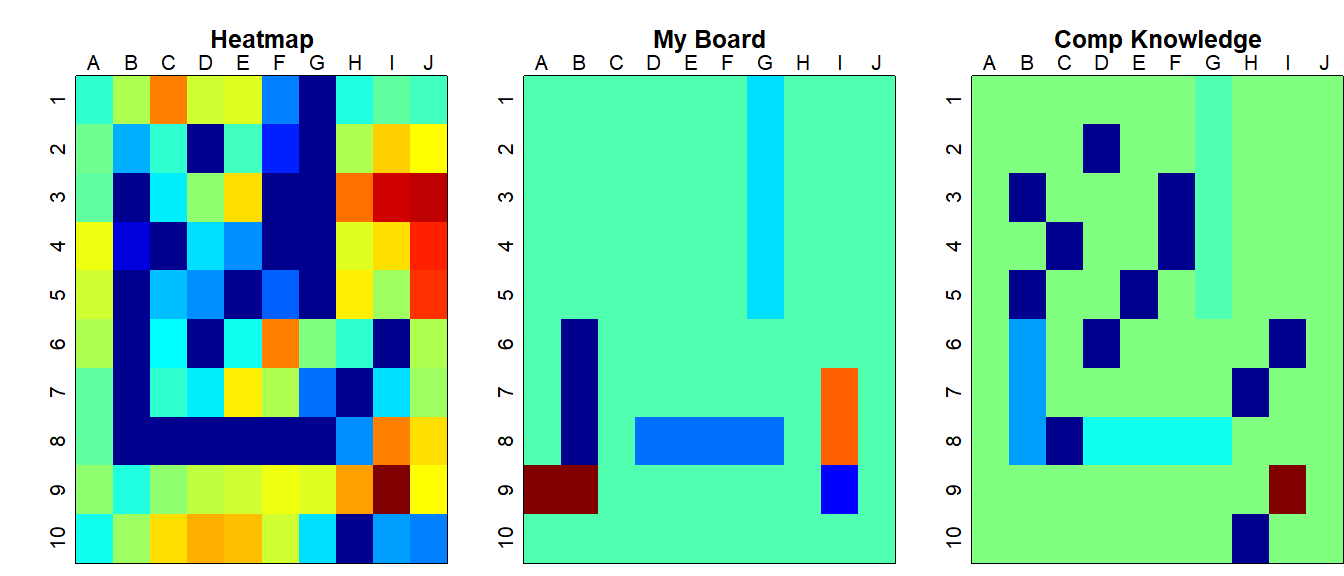 Heatmap My Board Comp Knowledge
A B C D E F G H I J A B C D E F G H I J A B C D E F G H I J
1 1 1
2 2 2
3 3 3
4 4 4
5 5 5
6 6 6
7 7 7
8 8 8
9 9 9
10 10 10